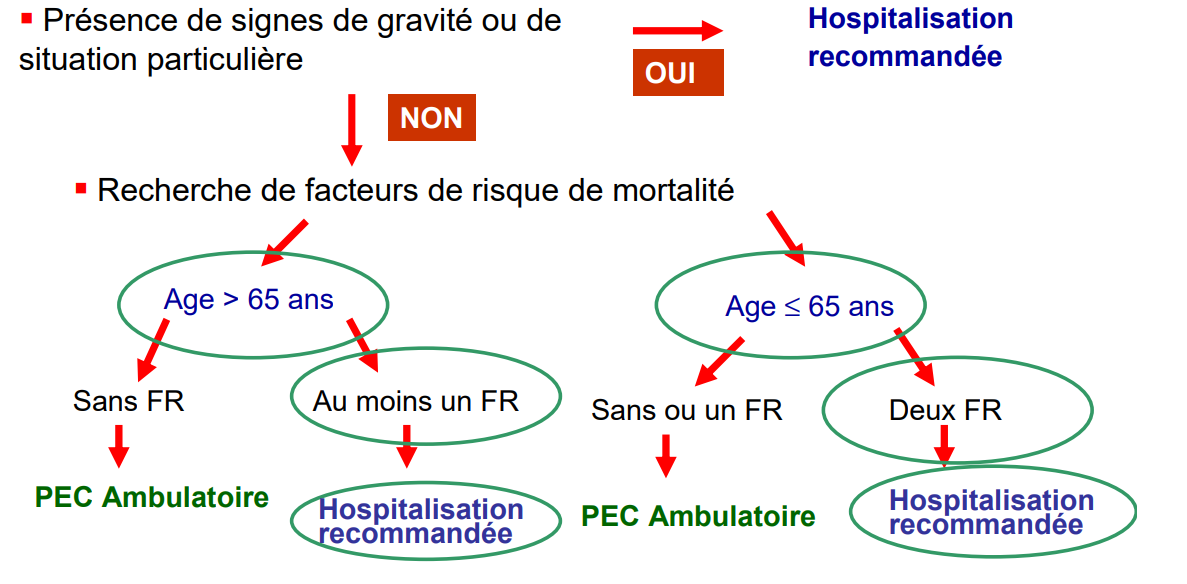 ▪ Présence de signes de gravité ou de
situation particulière
Hospitalisation
recommandée
OUI
NON
▪ Recherche de facteurs de risque de mortalité
Age > 65 ans
Age ≤ 65 ans
Sans FR
Au moins un FR
Sans ou un FR
Deux FR
PEC Ambulatoire
Hospitalisation
recommandée
PEC Ambulatoire
Hospitalisation
recommandée